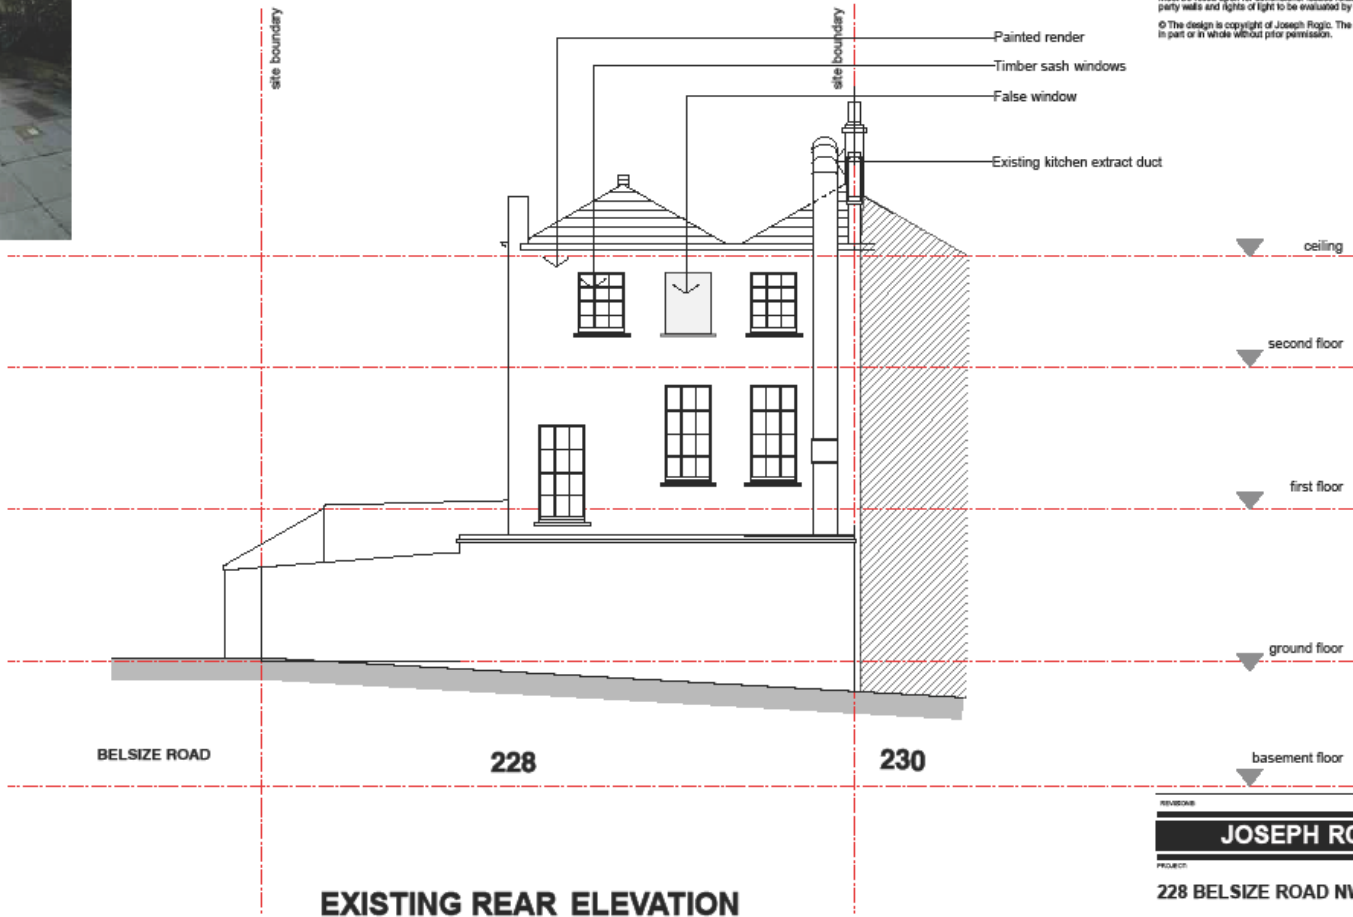 party walls and rights of light to be evaluated by
© The design is copyright of Joseph Rogic. The
in part or in whole without prior permission.
site boundary
site boundary
Painted render
Timber sash windows
False window
Existing kitchen extract duct
ceiling
second floor
first floor
ground floor
basement floor
BELSIZE ROAD
228
230
REVISIONS
JOSEPH RO
PROJECT:
228 BELSIZE ROAD NW
EXISTING REAR ELEVATION